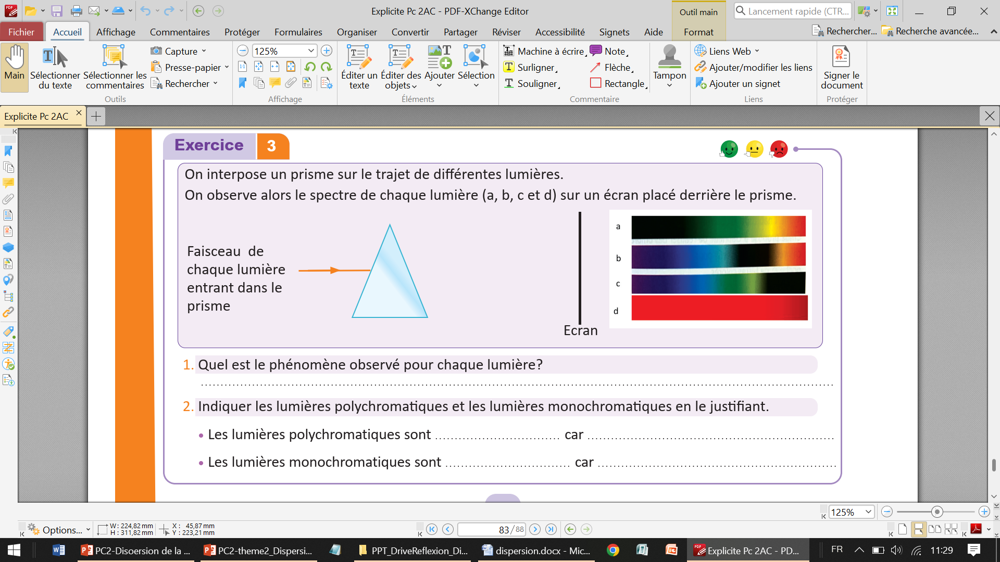 Explicite Pc 2AC - PDF-XChange Editor
Outil main
Lancement rapide (CTR...
Fichier
Accueil
Affichage
Commentaires
Protéger
Formulaires
Organiser
Convertir
Partager
Réviser
Accessibilité
Signets
Aide
Format
Rechercher...
Recherche avancée...
Main
Sélectionner du texte
Sélectionner les commentaires
Capture
Presse-papier
Rechercher
Outils
125%
Affichage
Éditer un texte
Éditer des objets
Ajouter
Sélection
Éléments
Machine à écrire
Surligner
Souligner
Note
Flèche
Rectangle
Tampon
Commentaire
Liens Web
Ajouter/modifier les liens
Ajouter un signet
Liens
Signer le document
Protéger
Explicite Pc 2AC
Exercice 3
On interpose un prisme sur le trajet de différentes lumières.
On observe alors le spectre de chaque lumière (a, b, c et d) sur un écran placé derrière le prisme.
Faisceau de
chaque lumière
entrant dans le
prisme
Ecran
a
b
c
d
1. Quel est le phénomène observé pour chaque lumière?
2. Indiquer les lumières polychromatiques et les lumières monochromatiques en le justifiant.
• Les lumières polychromatiques sont .............................. car ..............................
• Les lumières monochromatiques sont .............................. car ..............................
125%
Options...
W : 224,82 mm
H : 311,82 mm
X : 45,87 mm
Y : 223,21 mm
83 / 88
PC2-Disoersion de la ...
PC2-theme2_Dispersi...
PPT_DriveReflexion_Di...
dispersion.docx - Mic...
Explicite Pc 2AC - PD...
FR
11:29